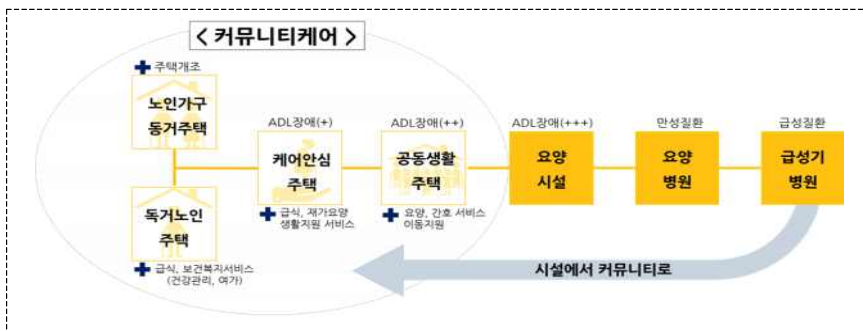 < 커뮤니티케어 >
✚ 주택개조
노인가구
동거주택
독거노인
주택
✚ 급식, 보건복지서비스
(건강관리, 여가)
ADL장애(+)
케어안심
주택
✚ 급식, 재가요양
생활지원 서비스
ADL장애(++)
공동생활
주택
✚ 요양, 간호 서비스
이동지원
ADL장애(+++)
요양
시설
만성질환
요양
병원
급성질환
급성기
병원
시설에서 커뮤니티로